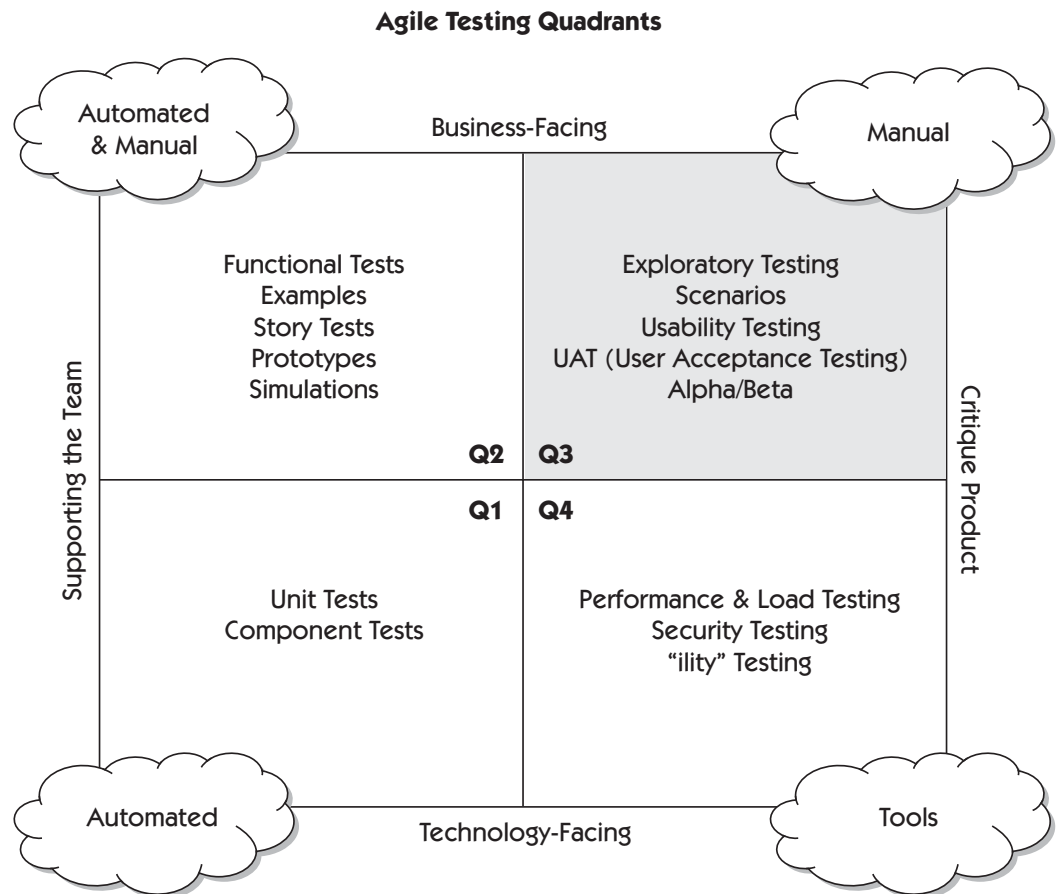 Agile Testing Quadrants
Automated
& Manual
Business-Facing
Manual
Functional Tests
Examples
Story Tests
Prototypes
Simulations
Exploratory Testing
Scenarios
Usability Testing
UAT (User Acceptance Testing)
Alpha/Beta
Supporting the Team
Critique Product
Q2
Q3
Q1
Q4
Unit Tests
Component Tests
Performance & Load Testing
Security Testing
“ility” Testing
Automated
Technology-Facing
Tools